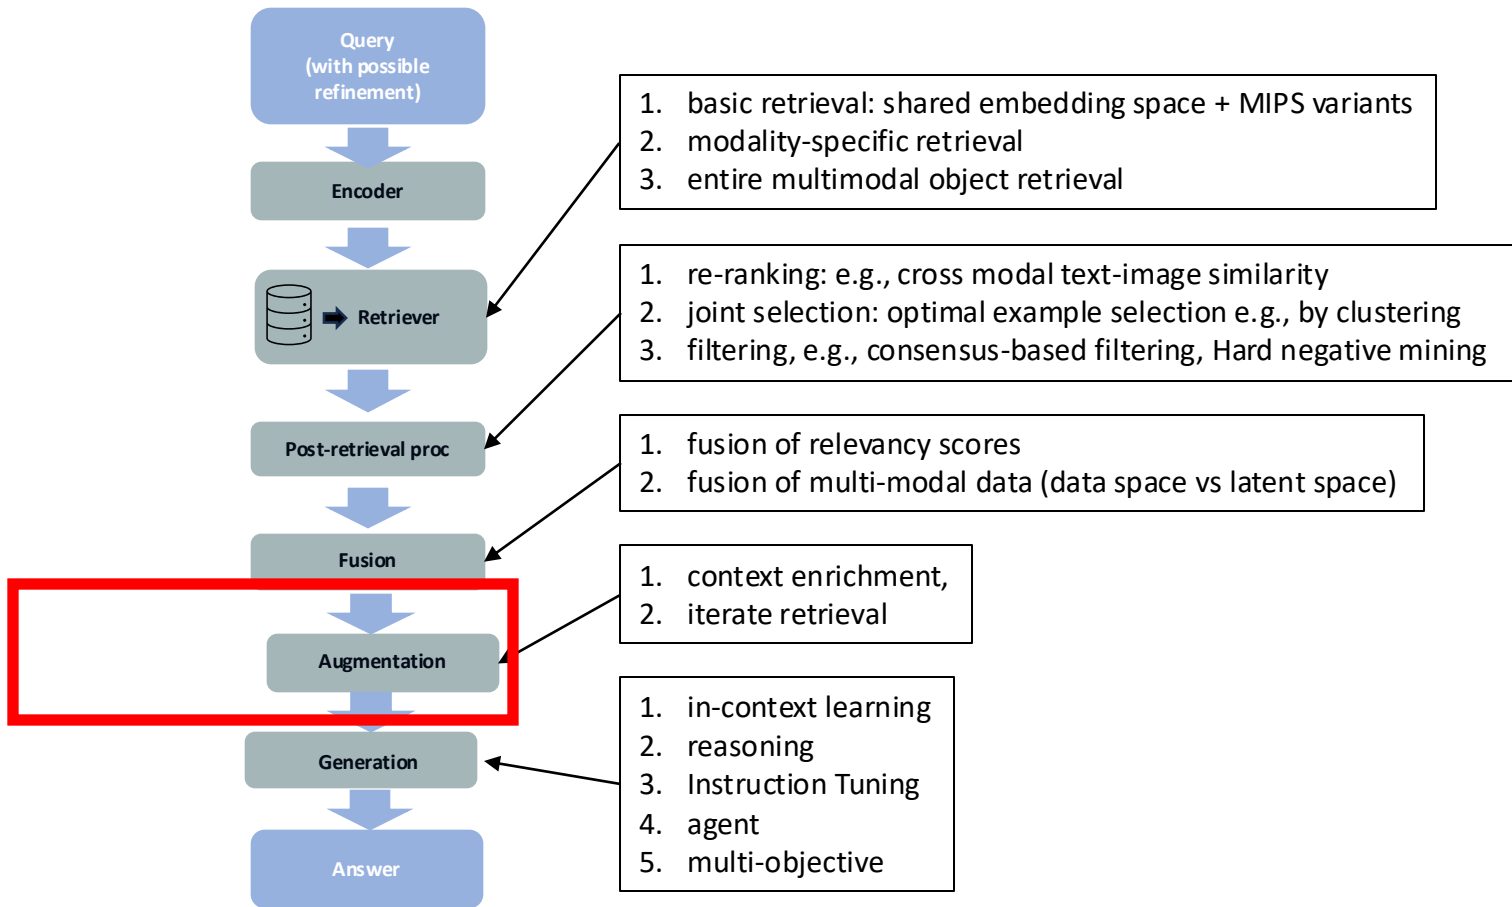 Query
(with possible
refinement)
Encoder
Retriever
Post-retrieval proc
Fusion
Augmentation
Generation
Answer
1. basic retrieval: shared embedding space + MIPS variants
2. modality-specific retrieval
3. entire multimodal object retrieval
1. re-ranking: e.g., cross modal text-image similarity
2. joint selection: optimal example selection e.g., by clustering
3. filtering, e.g., consensus-based filtering, Hard negative mining
1. fusion of relevancy scores
2. fusion of multi-modal data (data space vs latent space)
1. context enrichment,
2. iterate retrieval
1. in-context learning
2. reasoning
3. Instruction Tuning
4. agent
5. multi-objective